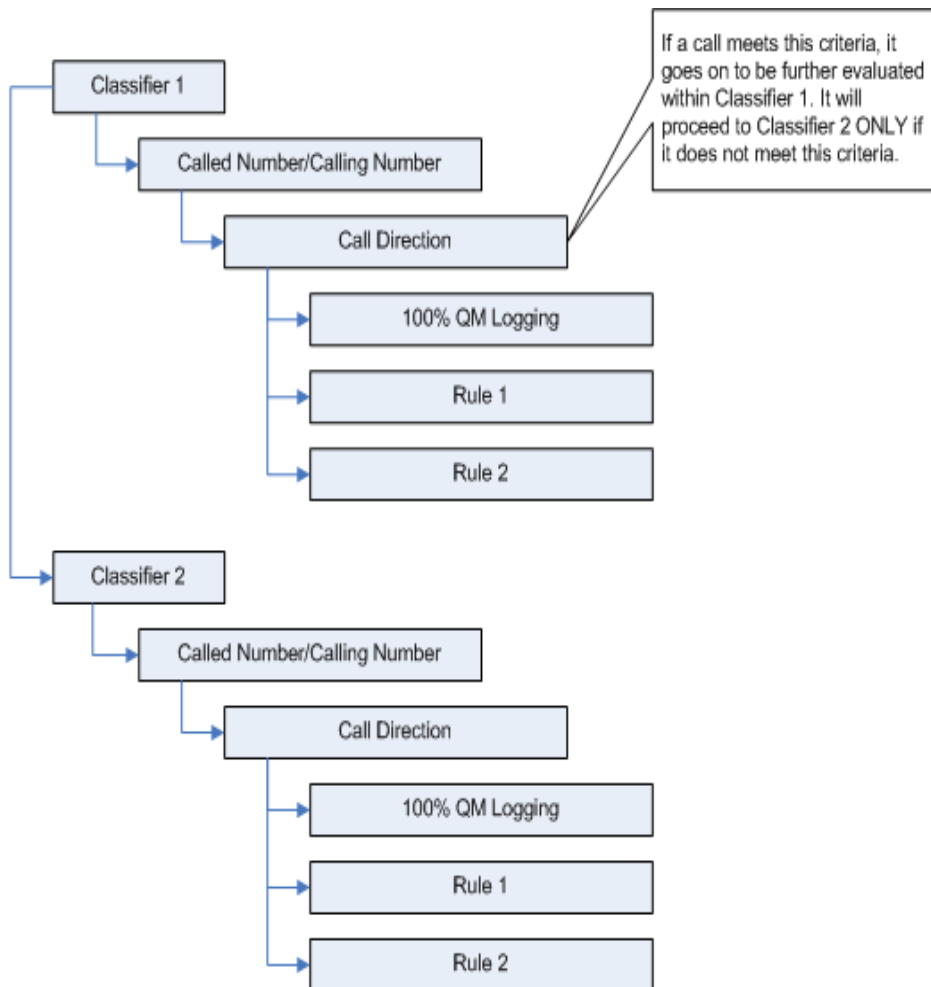 If a call meets this criteria, it
goes on to be further evaluated
within Classifier 1. It will
proceed to Classifier 2 ONLY if
it does not meet this criteria.
Classifier 1
Called Number/Calling Number
Call Direction
100% QM Logging
Rule 1
Rule 2
Classifier 2
Called Number/Calling Number
Call Direction
100% QM Logging
Rule 1
Rule 2